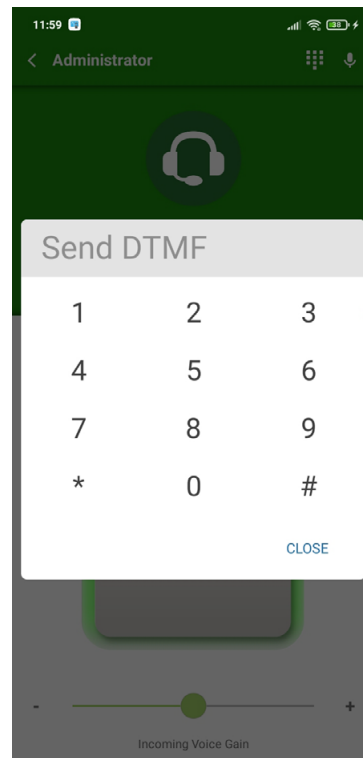 11:59
38
Administrator
Send DTMF
1 2 3
4 5 6
7 8 9
* 0 #
CLOSE
- +
Incoming Voice Gain